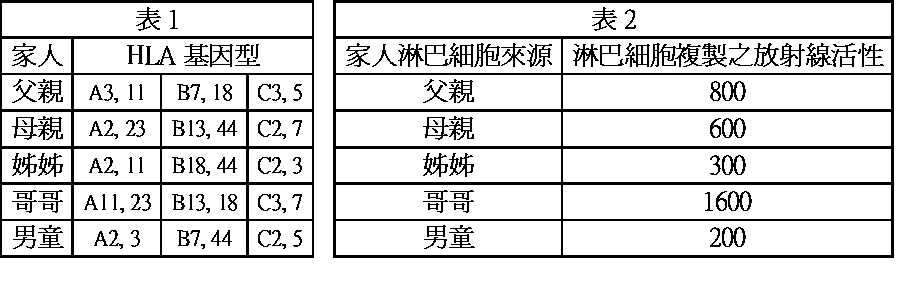 表 1
家人 HLA 基因型
父親 A3, 11 B7, 18 C3, 5
母親 A2, 23 B13, 44 C2, 7
姊姊 A2, 11 B18, 44 C2, 3
哥哥 A11, 23 B13, 18 C3, 7
男童 A2, 3 B7, 44 C2, 5
表 2
家人淋巴細胞來源 淋巴細胞複製之放射線活性
父親 800
母親 600
姊姊 300
哥哥 1600
男童 200